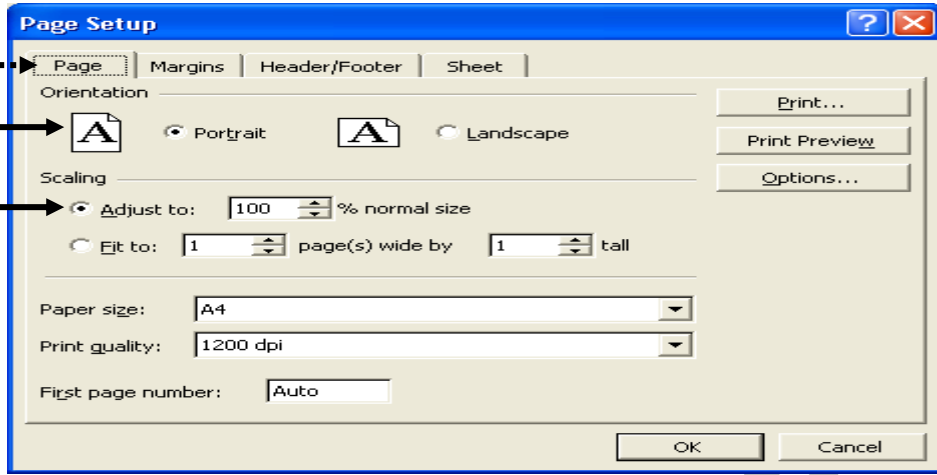 Page Setup
Page Margins Header/Footer Sheet
Orientation
Print...
A Portrait A Landscape
Print Preview
Scaling
Options...
Adjust to: 100 % normal size
Fit to: 1 page(s) wide by 1 tall
Paper size: A4
Print quality: 1200 dpi
First page number: Auto
OK Cancel